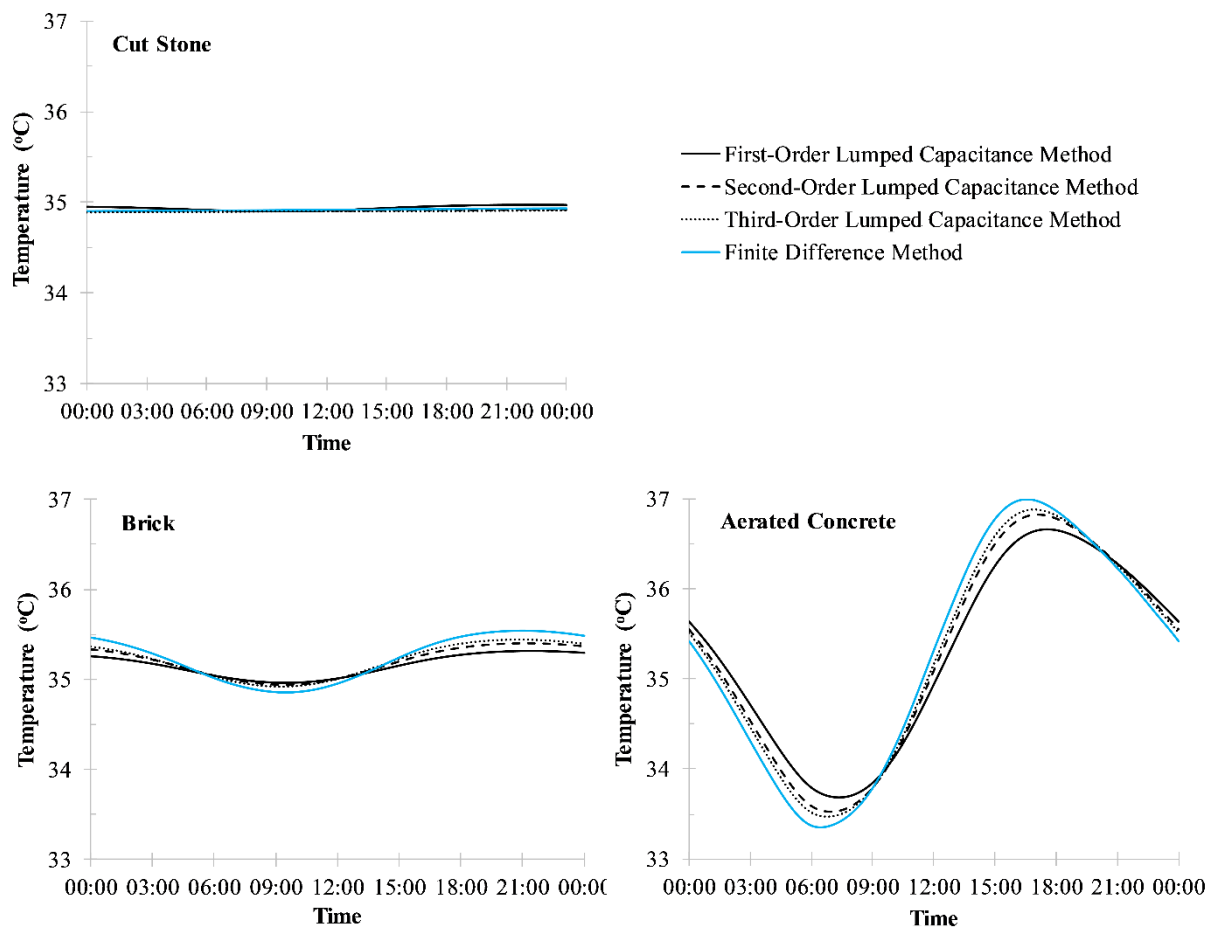 Cut Stone
37
36
35
34
33
Temperature (ºC)
00:00 03:00 06:00 09:00 12:00 15:00 18:00 21:00 00:00
Time
First-Order Lumped Capacitance Method
Second-Order Lumped Capacitance Method
Third-Order Lumped Capacitance Method
Finite Difference Method
Brick
37
36
35
34
33
Temperature (ºC)
00:00 03:00 06:00 09:00 12:00 15:00 18:00 21:00 00:00
Time
Aerated Concrete
37
36
35
34
33
Temperature (ºC)
00:00 03:00 06:00 09:00 12:00 15:00 18:00 21:00 00:00
Time